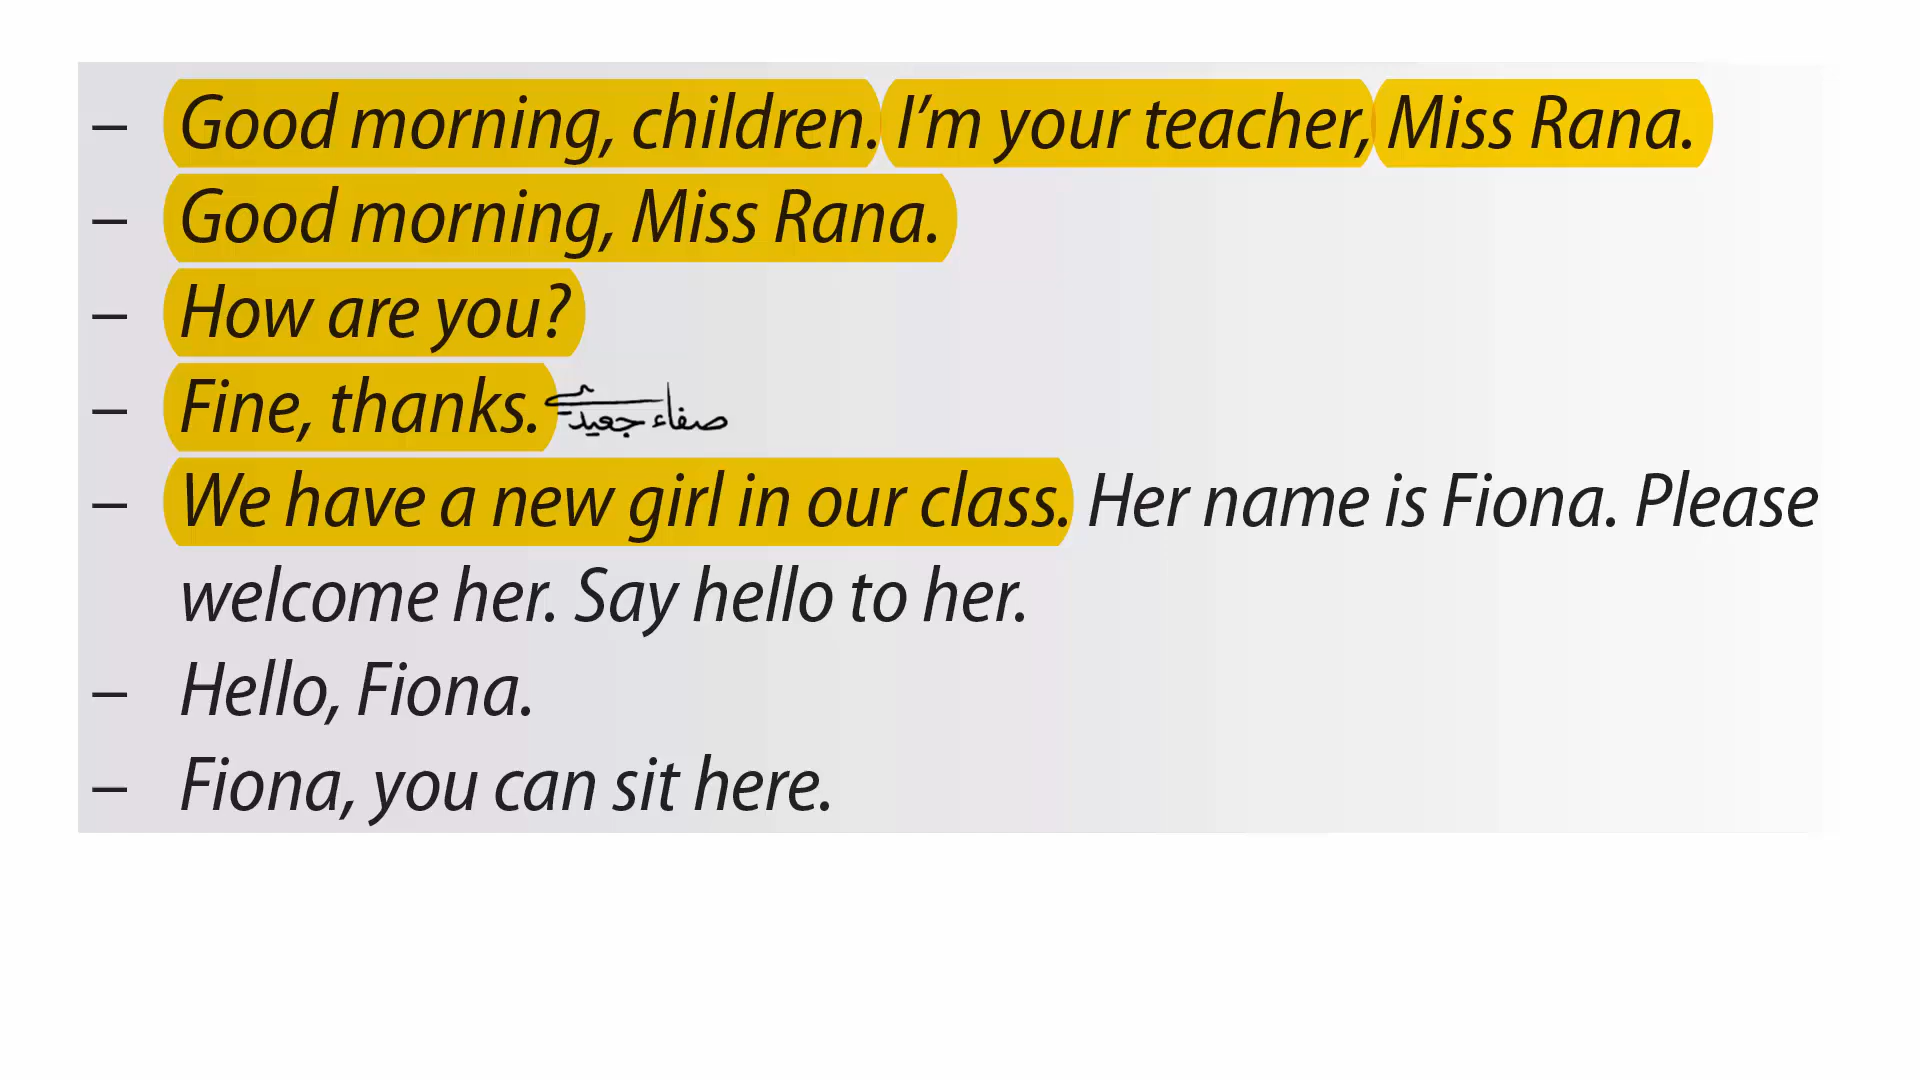 – Good morning, children. I’m your teacher, Miss Rana.
– Good morning, Miss Rana.
– How are you?
– Fine, thanks. صفاء جعيد
– We have a new girl in our class. Her name is Fiona. Please
welcome her. Say hello to her.
– Hello, Fiona.
– Fiona, you can sit here.